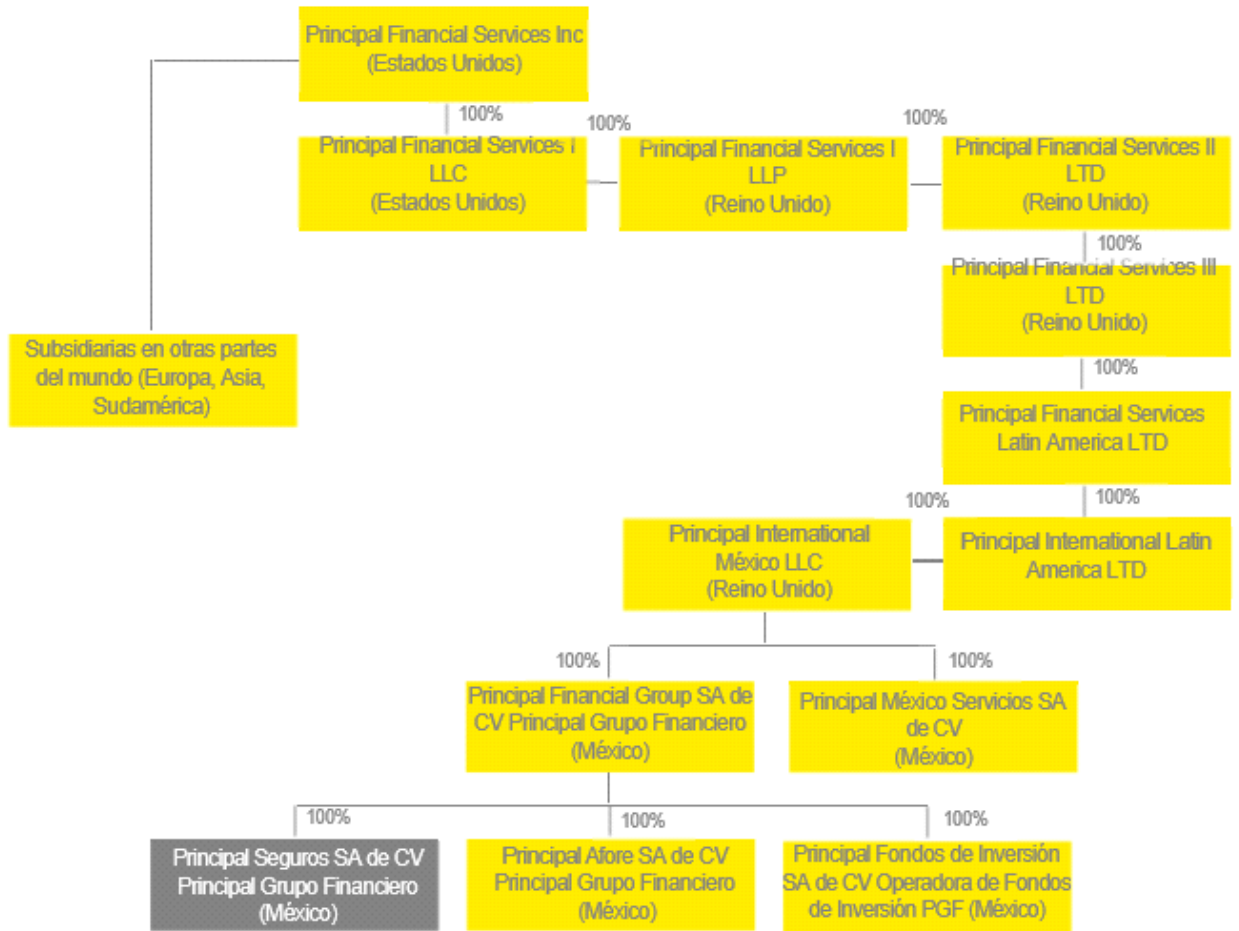 Principal Financial Services Inc
(Estados Unidos)
100%
100%
100%
Principal Financial Services I
LLC
(Estados Unidos)
Principal Financial Services I
LLP
(Reino Unido)
Principal Financial Services II
LTD
(Reino Unido)
100%
Principal Financial Services III
LTD
(Reino Unido)
Subsidiarias en otras partes
del mundo (Europa, Asia,
Sudamérica)
100%
Principal Financial Services
Latin America LTD
100%
100%
Principal International
México LLC
(Reino Unido)
Principal International Latin
America LTD
100%
100%
Principal Financial Group SA de
CV Principal Grupo Financiero
(México)
Principal México Servicios SA
de CV
(México)
100%
100%
100%
Principal Seguros SA de CV
Principal Grupo Financiero
(México)
Principal Afore SA de CV
Principal Grupo Financiero
(México)
Principal Fondos de Inversión
SA de CV Operadora de Fondos
de Inversión PGF (México)